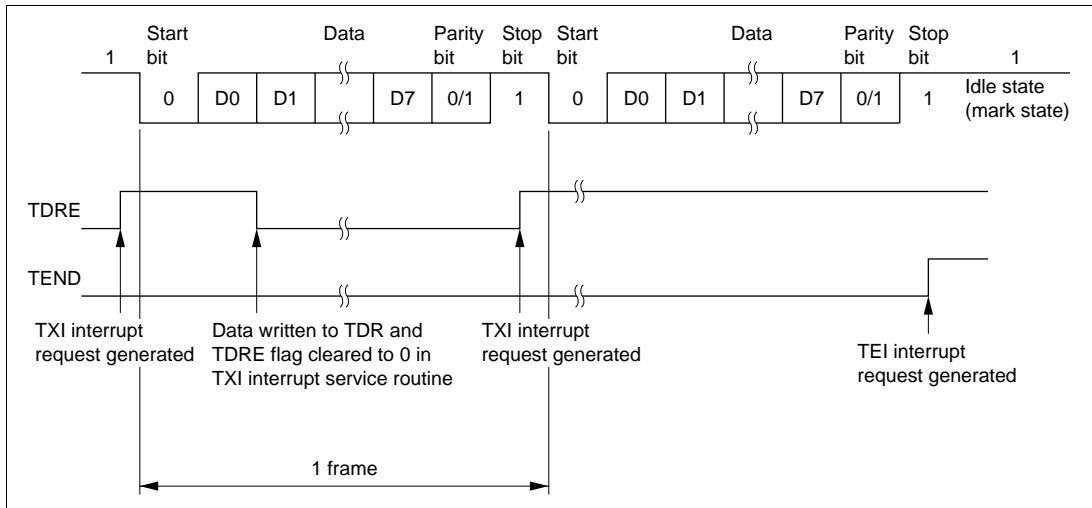 Start bit
Data
Parity bit
Stop bit
Start bit
Data
Parity bit
Stop bit
1
1
0
D0
D1
D7
0/1
1
0
D0
D1
D7
0/1
1
Idle state
(mark state)
TDRE
TEND
TXI interrupt
request generated
Data written to TDR and
TDRE flag cleared to 0 in
TXI interrupt service routine
TXI interrupt
request generated
TEI interrupt
request generated
1 frame